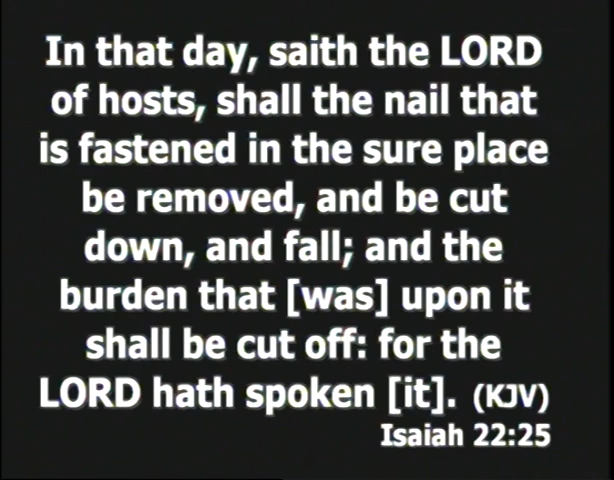 In that day, saith the LORD
of hosts, shall the nail that
is fastened in the sure place
be removed, and be cut
down, and fall; and the
burden that [was] upon it
shall be cut off: for the
LORD hath spoken [it]. (KJV)
Isaiah 22:25